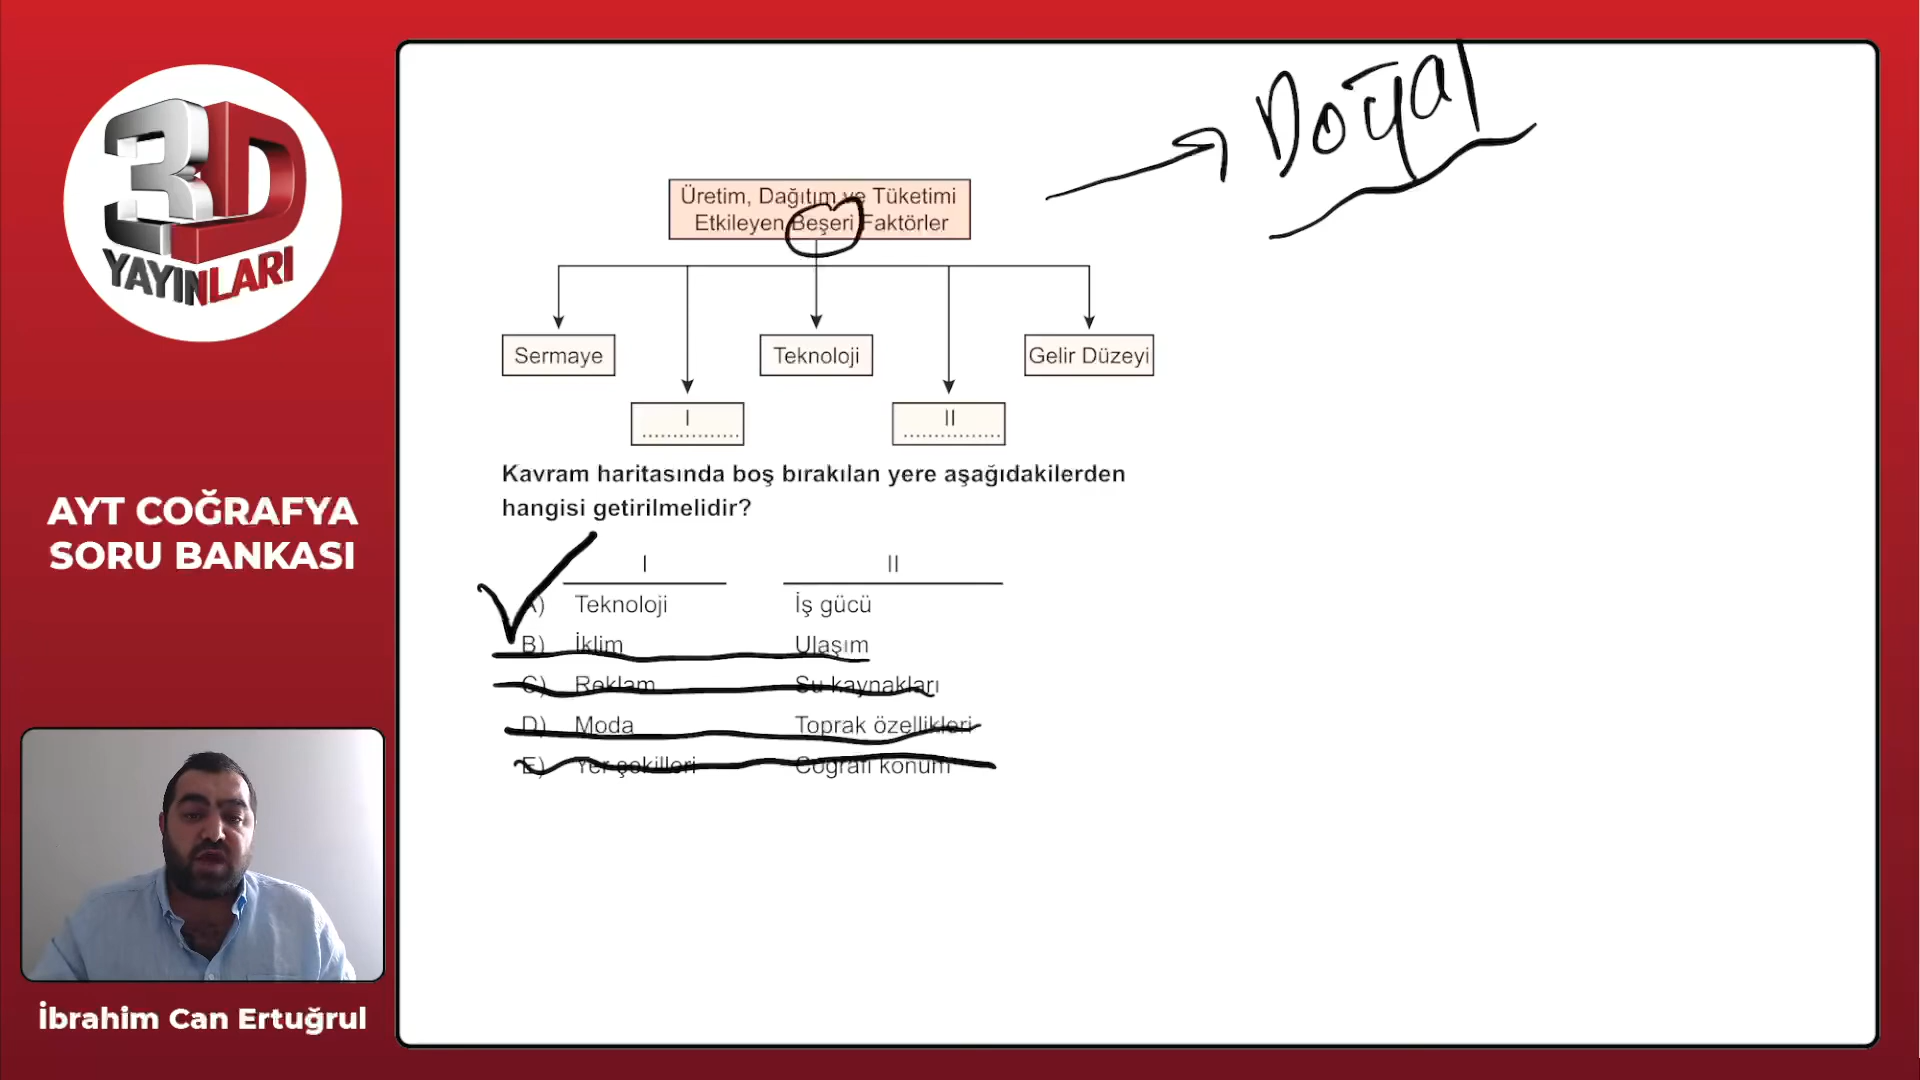 3D
YAYINLARI
AYT COĞRAFYA
SORU BANKASI
İbrahim Can Ertuğrul
Doğal
Üretim, Dağıtım ve Tüketimi
Etkileyen Beşeri Faktörler
Sermaye
Teknoloji
Gelir Düzeyi
I
..................
II
..................
Kavram haritasında boş bırakılan yere aşağıdakilerden
hangisi getirilmelidir?
I II
A) Teknoloji İş gücü
B) İklim Ulaşım
C) Reklam Su kaynakları
D) Moda Toprak özellikleri
E) Yer şekilleri Coğrafi konum